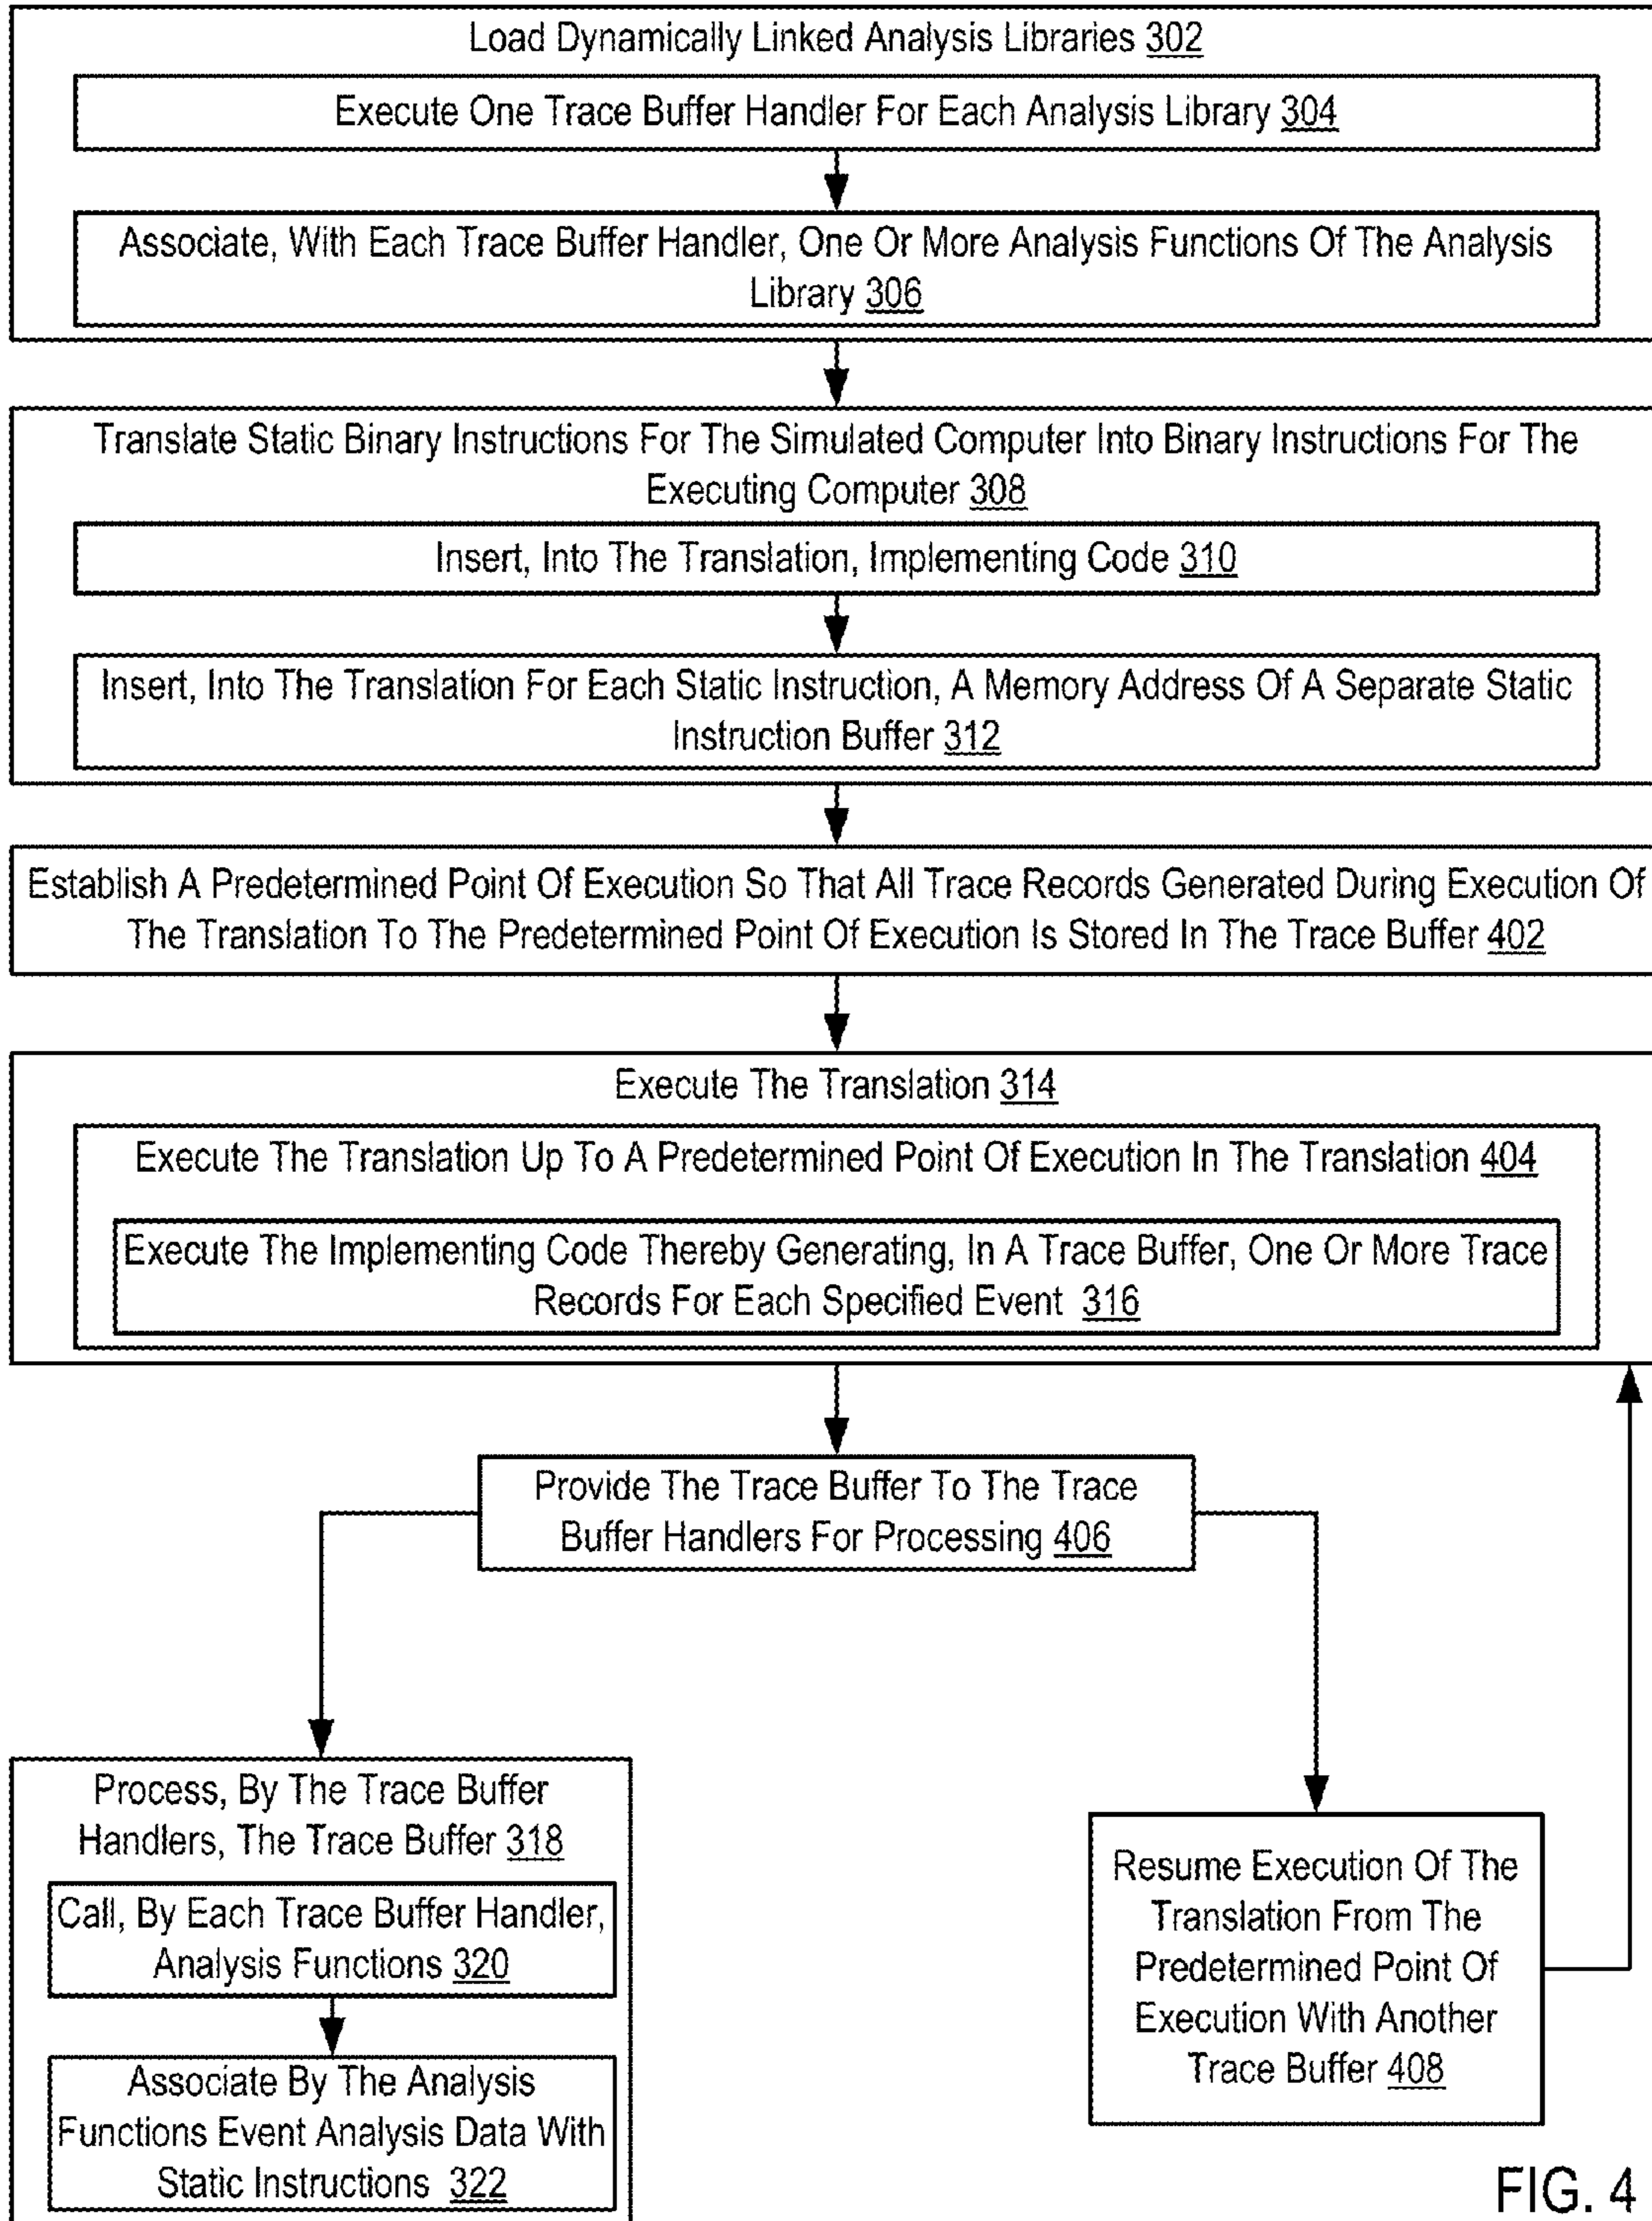 Load Dynamically Linked Analysis Libraries 302
Execute One Trace Buffer Handler For Each Analysis Library 304
Associate, With Each Trace Buffer Handler, One Or More Analysis Functions Of The Analysis
Library 306
Translate Static Binary Instructions For The Simulated Computer Into Binary Instructions For The
Executing Computer 308
Insert, Into The Translation, Implementing Code 310
Insert, Into The Translation For Each Static Instruction, A Memory Address Of A Separate Static
Instruction Buffer 312
Establish A Predetermined Point Of Execution So That All Trace Records Generated During Execution Of
The Translation To The Predetermined Point Of Execution Is Stored In The Trace Buffer 402
Execute The Translation 314
Execute The Translation Up To A Predetermined Point Of Execution In The Translation 404
Execute The Implementing Code Thereby Generating, In A Trace Buffer, One Or More Trace
Records For Each Specified Event 316
Provide The Trace Buffer To The Trace
Buffer Handlers For Processing 406
Process, By The Trace Buffer
Handlers, The Trace Buffer 318
Call, By Each Trace Buffer Handler,
Analysis Functions 320
Associate By The Analysis
Functions Event Analysis Data With
Static Instructions 322
Resume Execution Of The
Translation From The
Predetermined Point Of
Execution With Another
Trace Buffer 408
FIG. 4